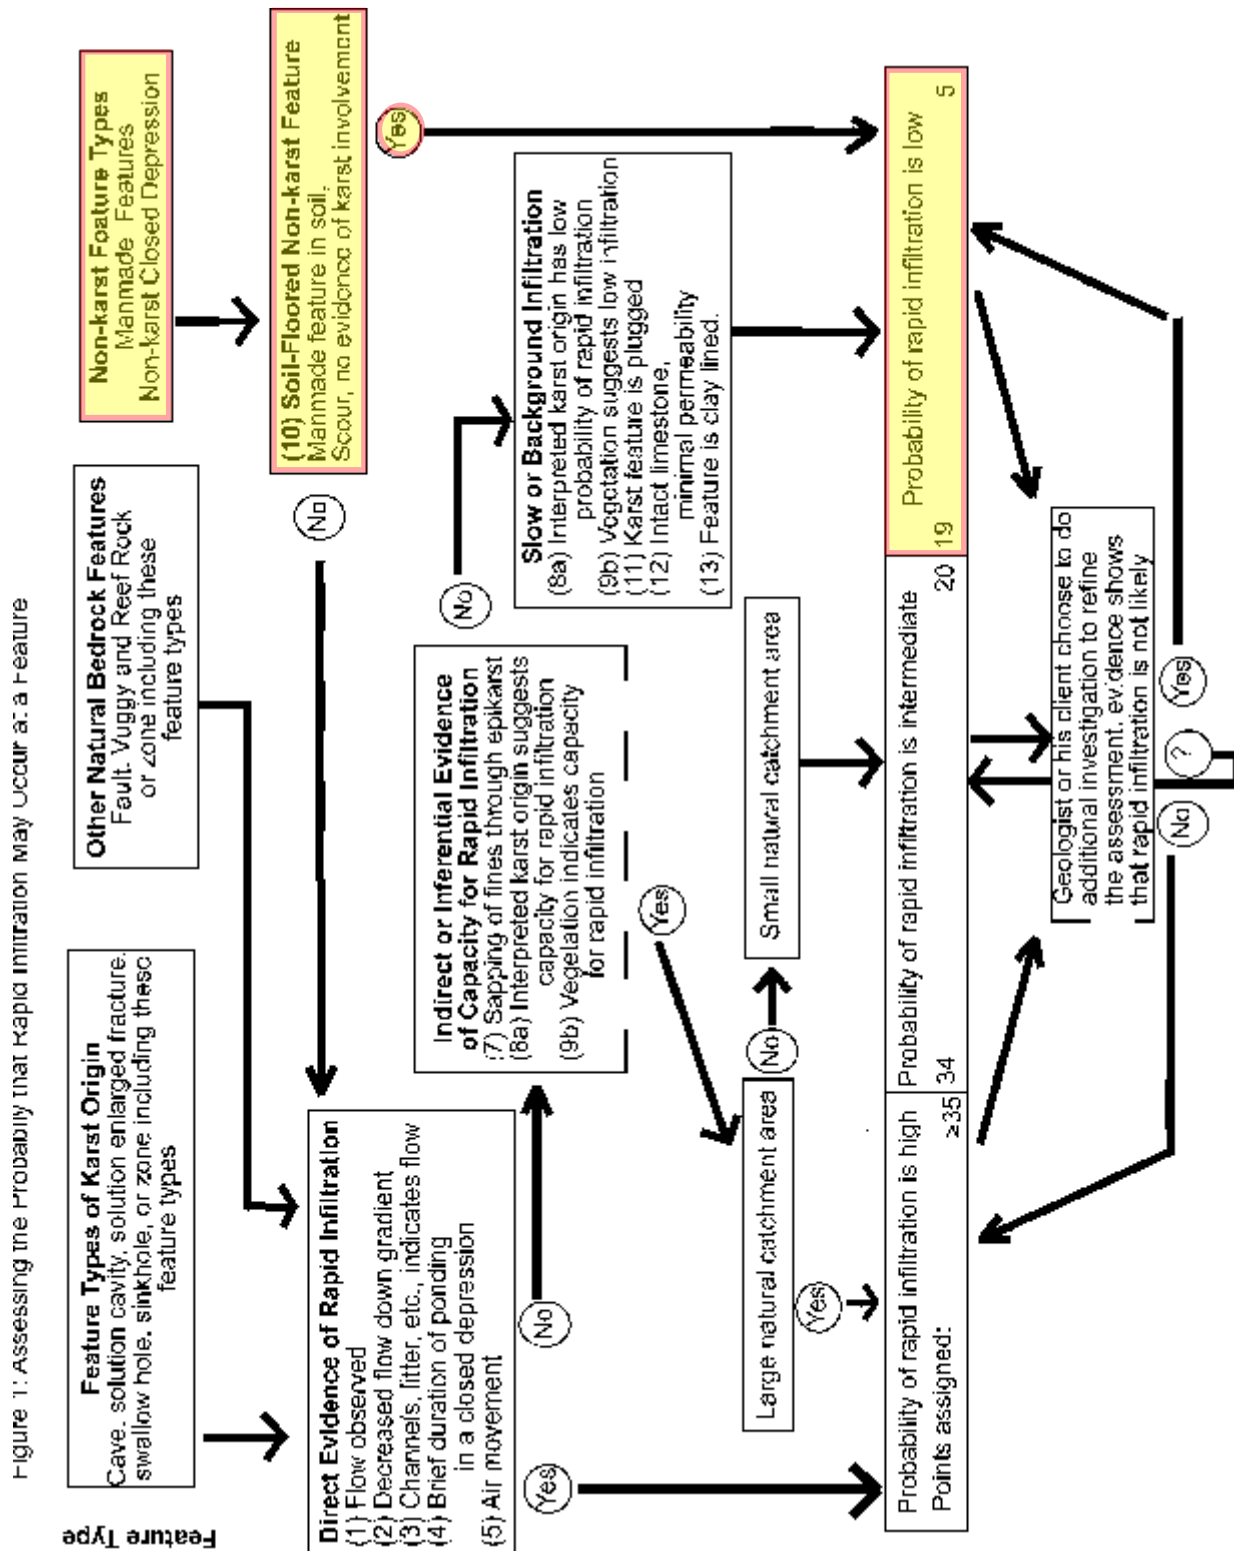 Figure 1: Assessing the Probabily that Rapid Infiltration May Occur at a Feature
Feature Type
Feature Types of Karst Origin
Cave, solution cavity, solution enlarged fracture,
swallow hole, sinkhole, or zone including these
feature types
Other Natural Bedrock Features
Fault, Vuggy and Reef Rock
or zone including these
feature types
Non-karst Feature Types
Manmade Features
Non-karst Closed Depression
(10) Soil-Floored Non-karst Feature
Manmade feature in soil,
Scour, no evidence of karst involvement
No
Yes
Direct Evidence of Rapid Infiltration
(1) Flow observed
(2) Decreased flow down gradient
(3) Channels, litter, etc., indicates flow
(4) Brief duration of ponding
in a closed depression
(5) Air movement
Yes
No
Indirect or Inferential Evidence
of Capacity for Rapid Infiltration
(7) Sapping of fines through epikarst
(8a) Interpreted karst origin suggests
capacity for rapid infiltration
(9b) Vegetation indicates capacity
for rapid infiltration
No
Yes
Slow or Background Infiltration
(8a) Interpreted karst origin has low
probability of rapid infiltration
(9b) Vegetation suggests low infiltration
(11) Karst feature is plugged
(12) Intact limestone,
minimal permeability
(13) Feature is clay lined.
Large natural catchment area
No
Small natural catchment area
Yes
Probability of rapid infiltration is high
Points assigned: ≥35
Probability of rapid infiltration is intermediate
34 20
Probability of rapid infiltration is low
19 5
Geologist or his client choose to do
additional investigation to refine
the assessment, evidence shows
that rapid infiltration is not likely
No
?
Yes